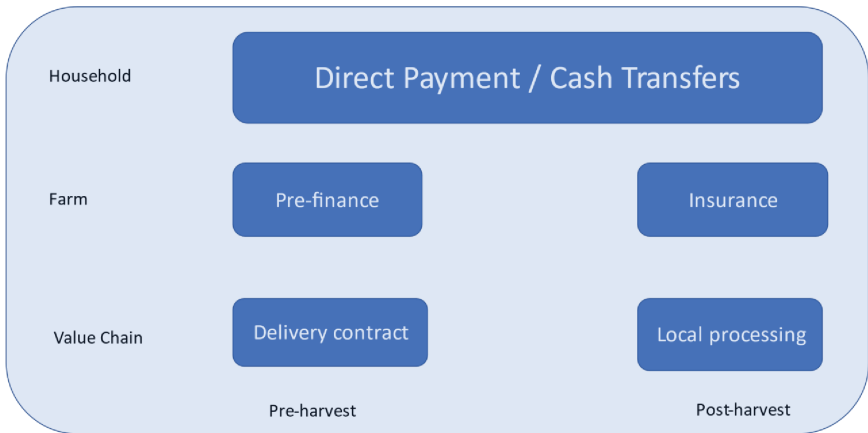 Household
Direct Payment / Cash Transfers
Farm
Pre-finance
Insurance
Value Chain
Delivery contract
Local processing
Pre-harvest
Post-harvest